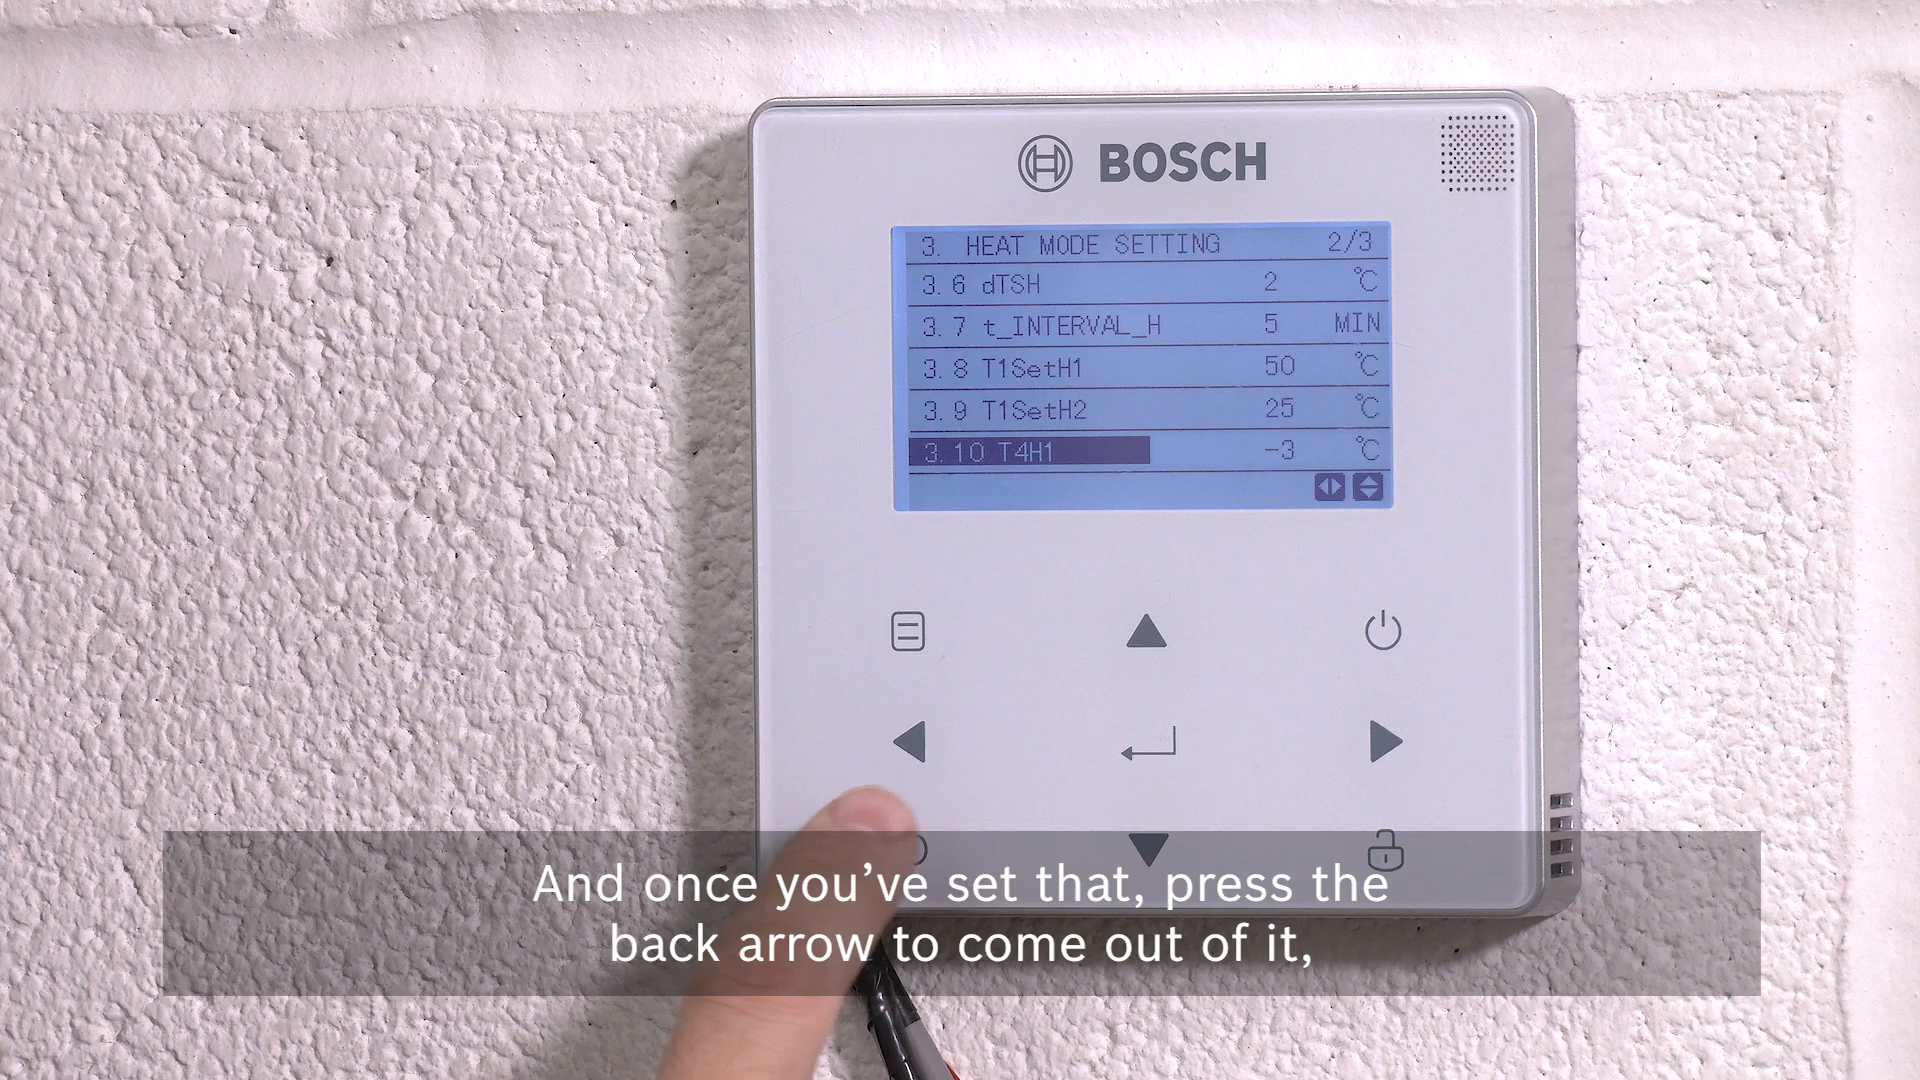 BOSCH
3. HEAT MODE SETTING 2/3
3.6 dTSH 2 ℃
3.7 t_INTERVAL_H 5 MIN
3.8 T1SetH1 50 ℃
3.9 T1SetH2 25 ℃
3.10 T4H1 -3 ℃
And once you’ve set that, press the
back arrow to come out of it,